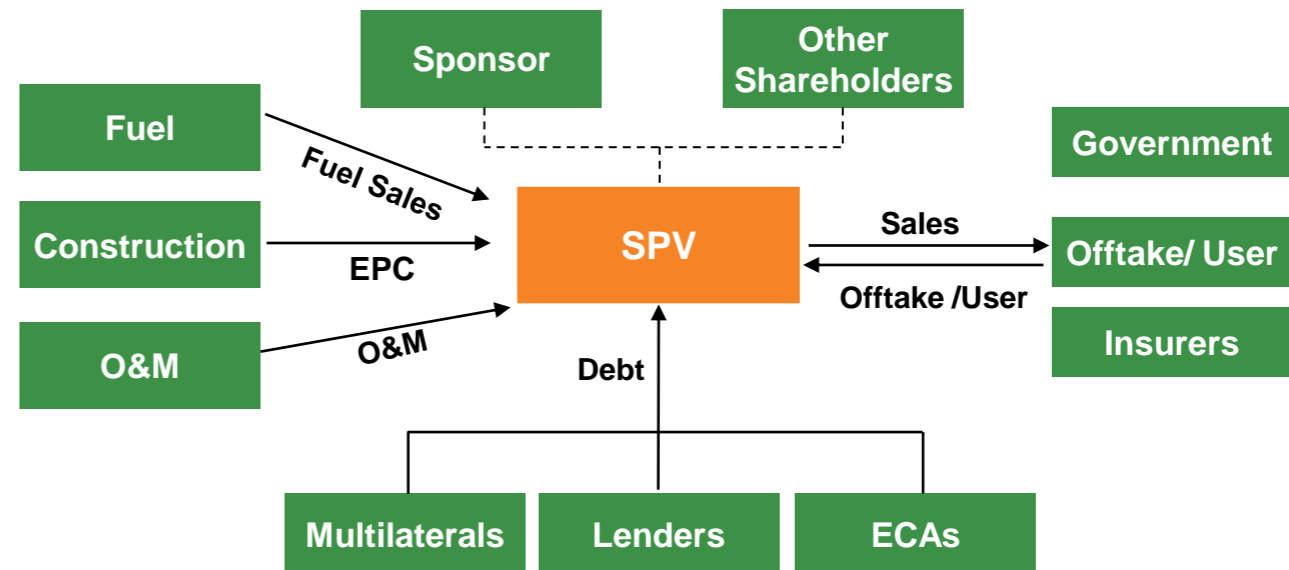 Sponsor
Other
Shareholders
Fuel
Government
Fuel Sales
Construction
EPC
SPV
Sales
Offtake/ User
Offtake /User
O&M
O&M
Insurers
Debt
Multilaterals
Lenders
ECAs